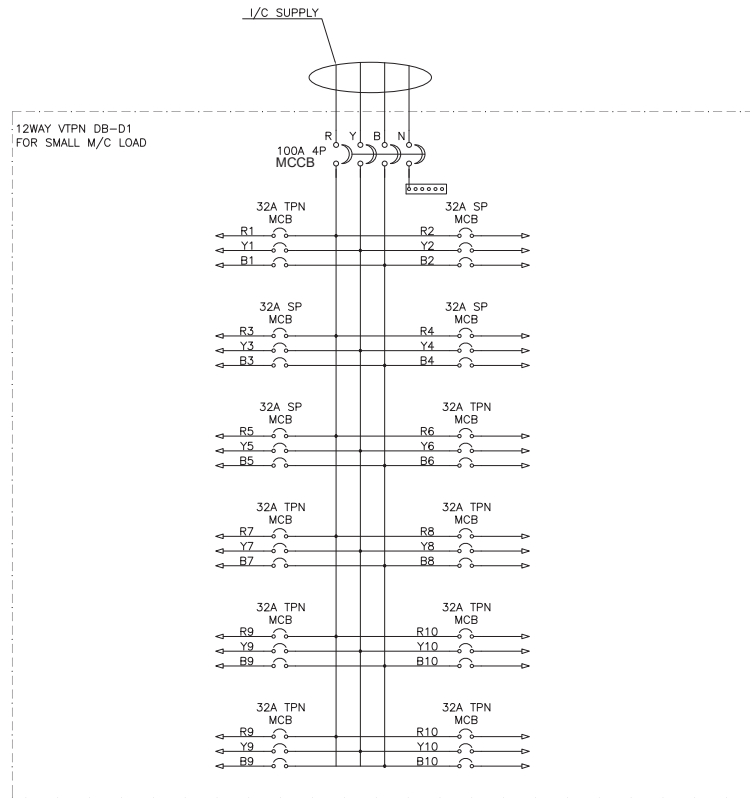 I/C SUPPLY
12WAY VTPN DB-D1
FOR SMALL M/C LOAD
R Y B N
100A 4P
MCCB
32A TPN
MCB
R1
Y1
B1
32A SP
MCB
R2
Y2
B2
32A SP
MCB
R3
Y3
B3
32A SP
MCB
R4
Y4
B4
32A SP
MCB
R5
Y5
B5
32A TPN
MCB
R6
Y6
B6
32A TPN
MCB
R7
Y7
B7
32A TPN
MCB
R8
Y8
B8
32A TPN
MCB
R9
Y9
B9
32A TPN
MCB
R10
Y10
B10
32A TPN
MCB
R9
Y9
B9
32A TPN
MCB
R10
Y10
B10